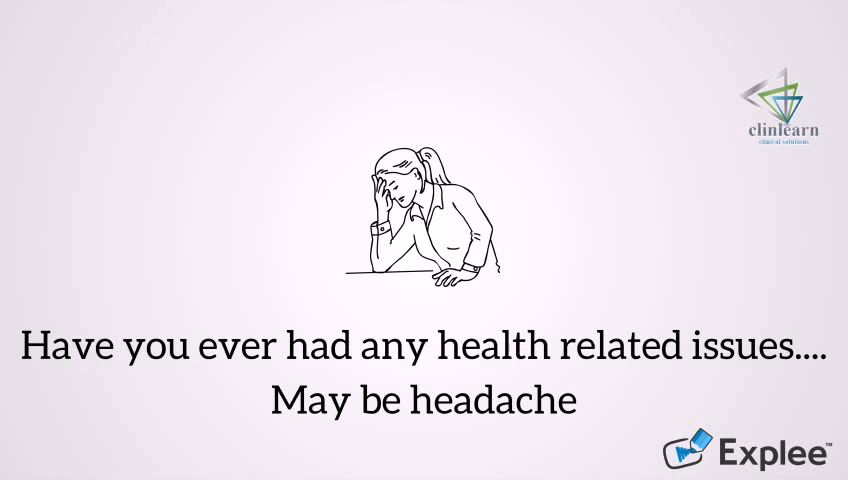 clinlearn
clinical solutions
Have you ever had any health related issues....
May be headache
Explee™